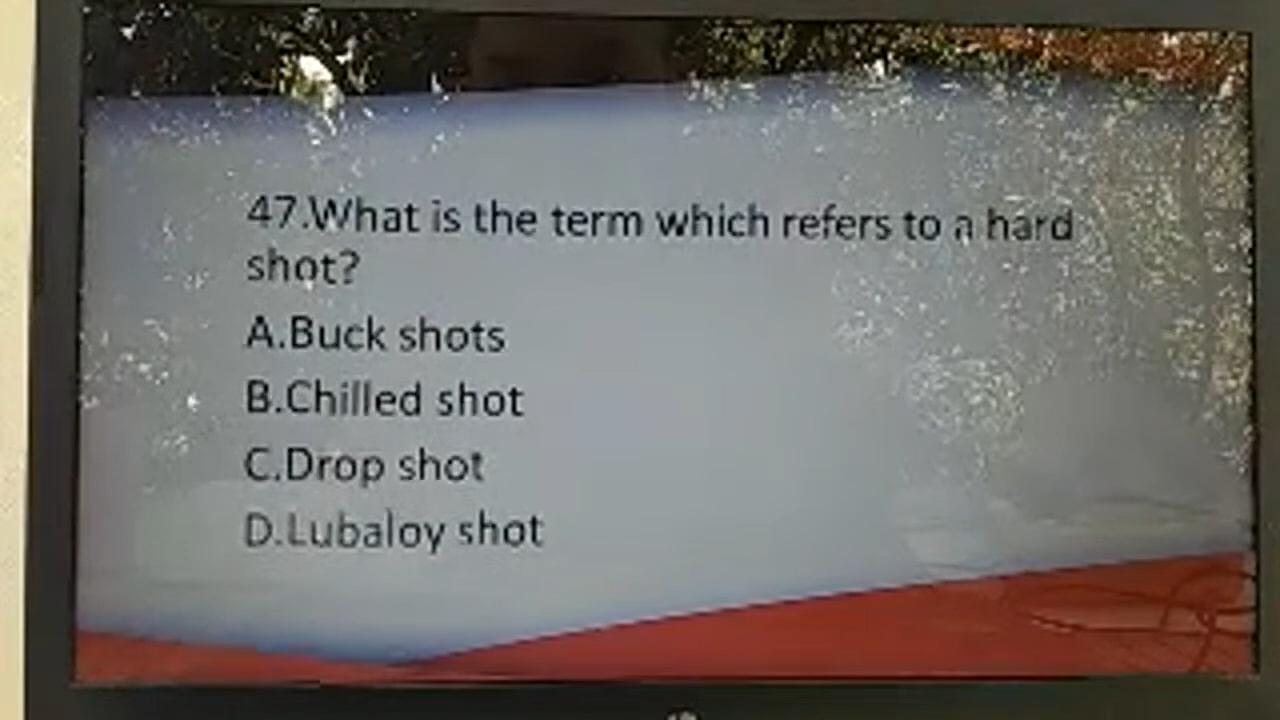 47.What is the term which refers to a hard
shot?
A.Buck shots
B.Chilled shot
C.Drop shot
D.Lubaloy shot